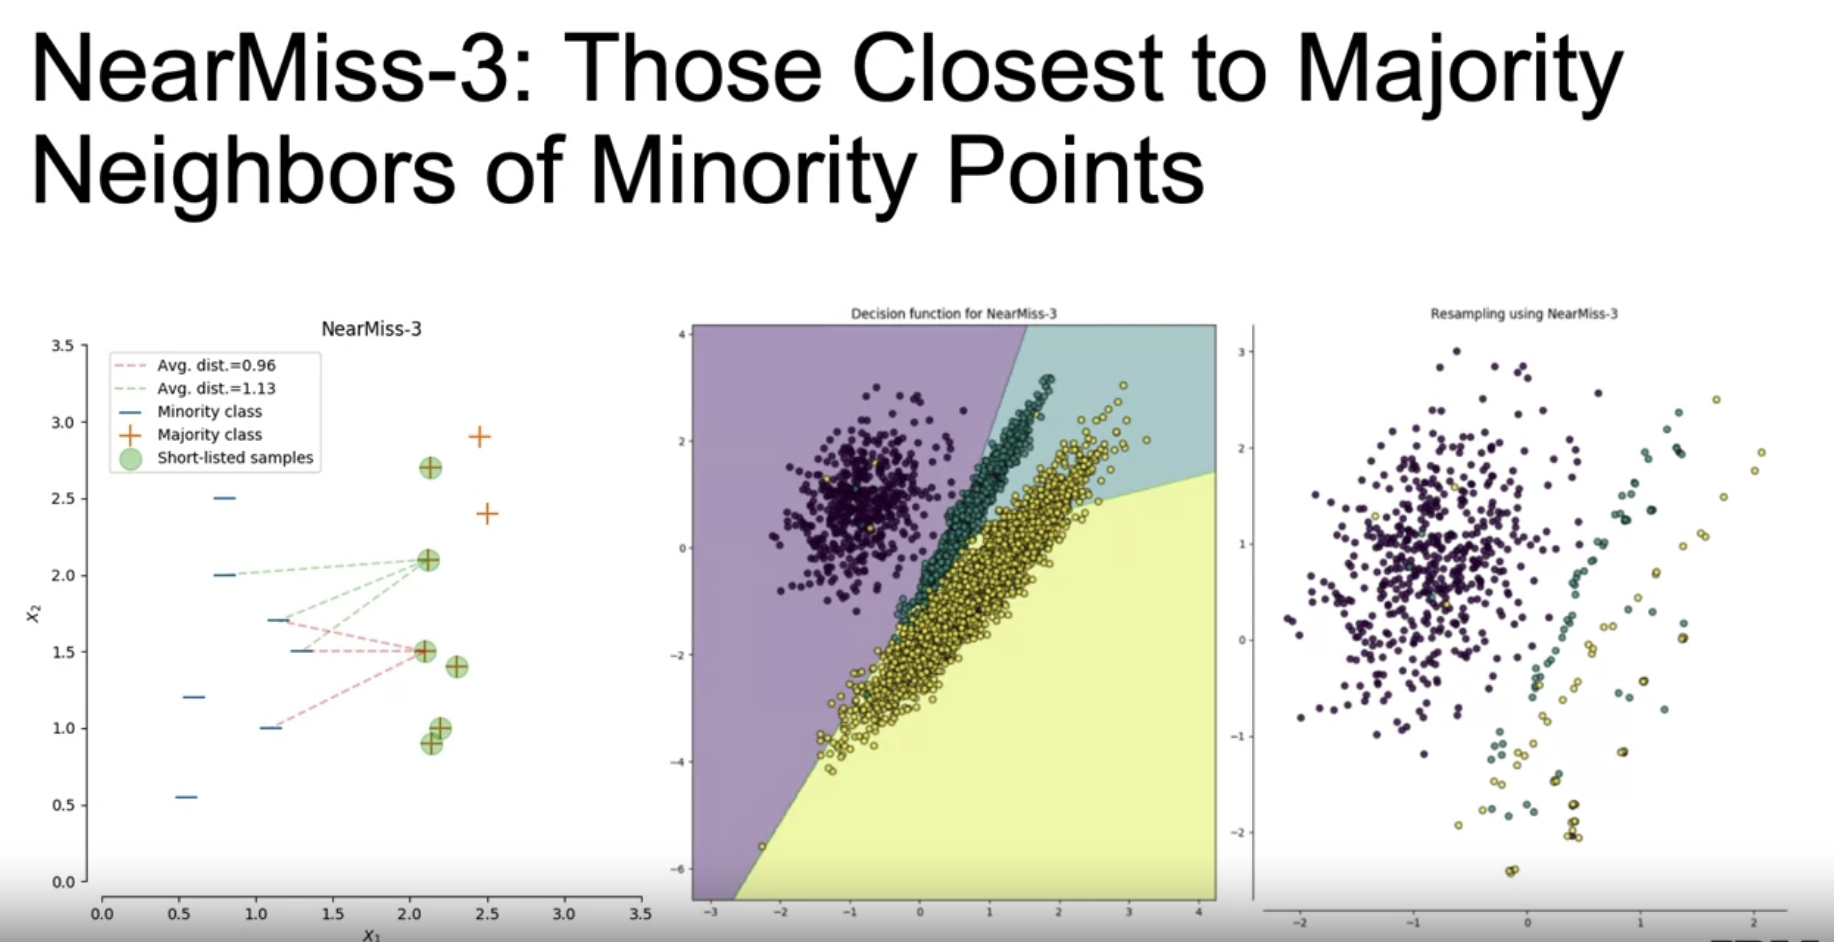 NearMiss-3: Those Closest to Majority
Neighbors of Minority Points
NearMiss-3
3.5
3.0
2.5
2.0
1.5
1.0
0.5
0.0
x₂
Avg. dist.=0.96
Avg. dist.=1.13
Minority class
Majority class
Short-listed samples
0.0 0.5 1.0 1.5 2.0 2.5 3.0 3.5
x₁
Decision function for NearMiss-3
4
2
0
−2
−4
−6
−3 −2 −1 0 1 2 3 4
Resampling using NearMiss-3
3
2
1
0
−1
−2
−2 −1 0 1 2